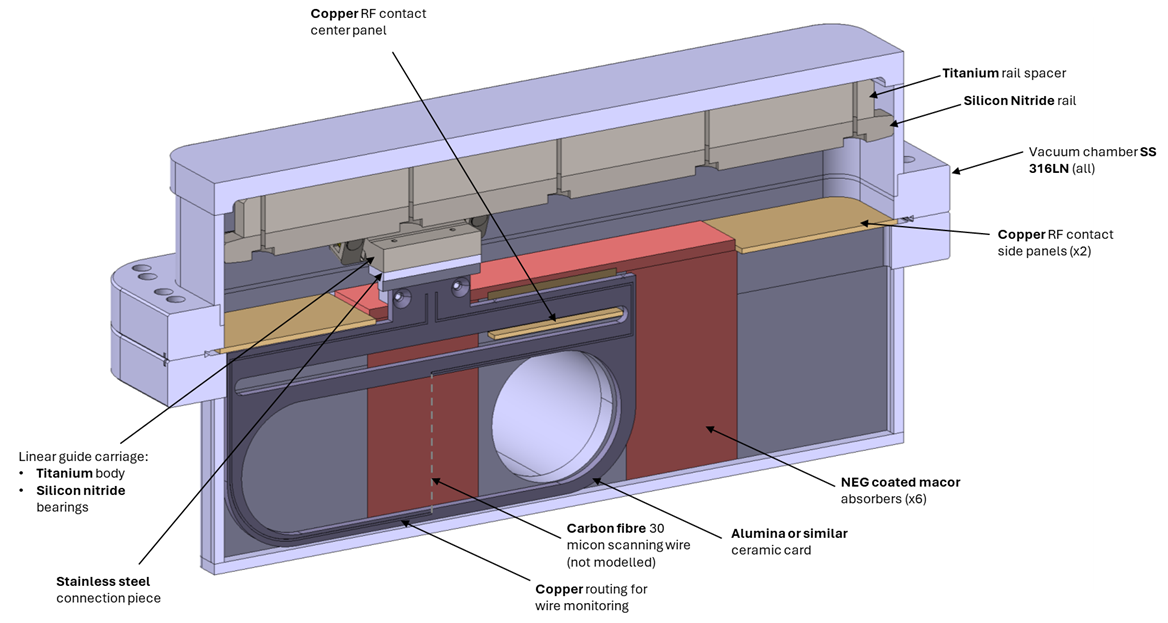 Copper RF contact
center panel
Titanium rail spacer
Silicon Nitride rail
Vacuum chamber SS
316LN (all)
Copper RF contact
side panels (x2)
Linear guide carriage:
• Titanium body
• Silicon nitride
bearings
NEG coated macor
absorbers (x6)
Carbon fibre 30
micon scanning wire
(not modelled)
Alumina or similar
ceramic card
Stainless steel
connection piece
Copper routing for
wire monitoring